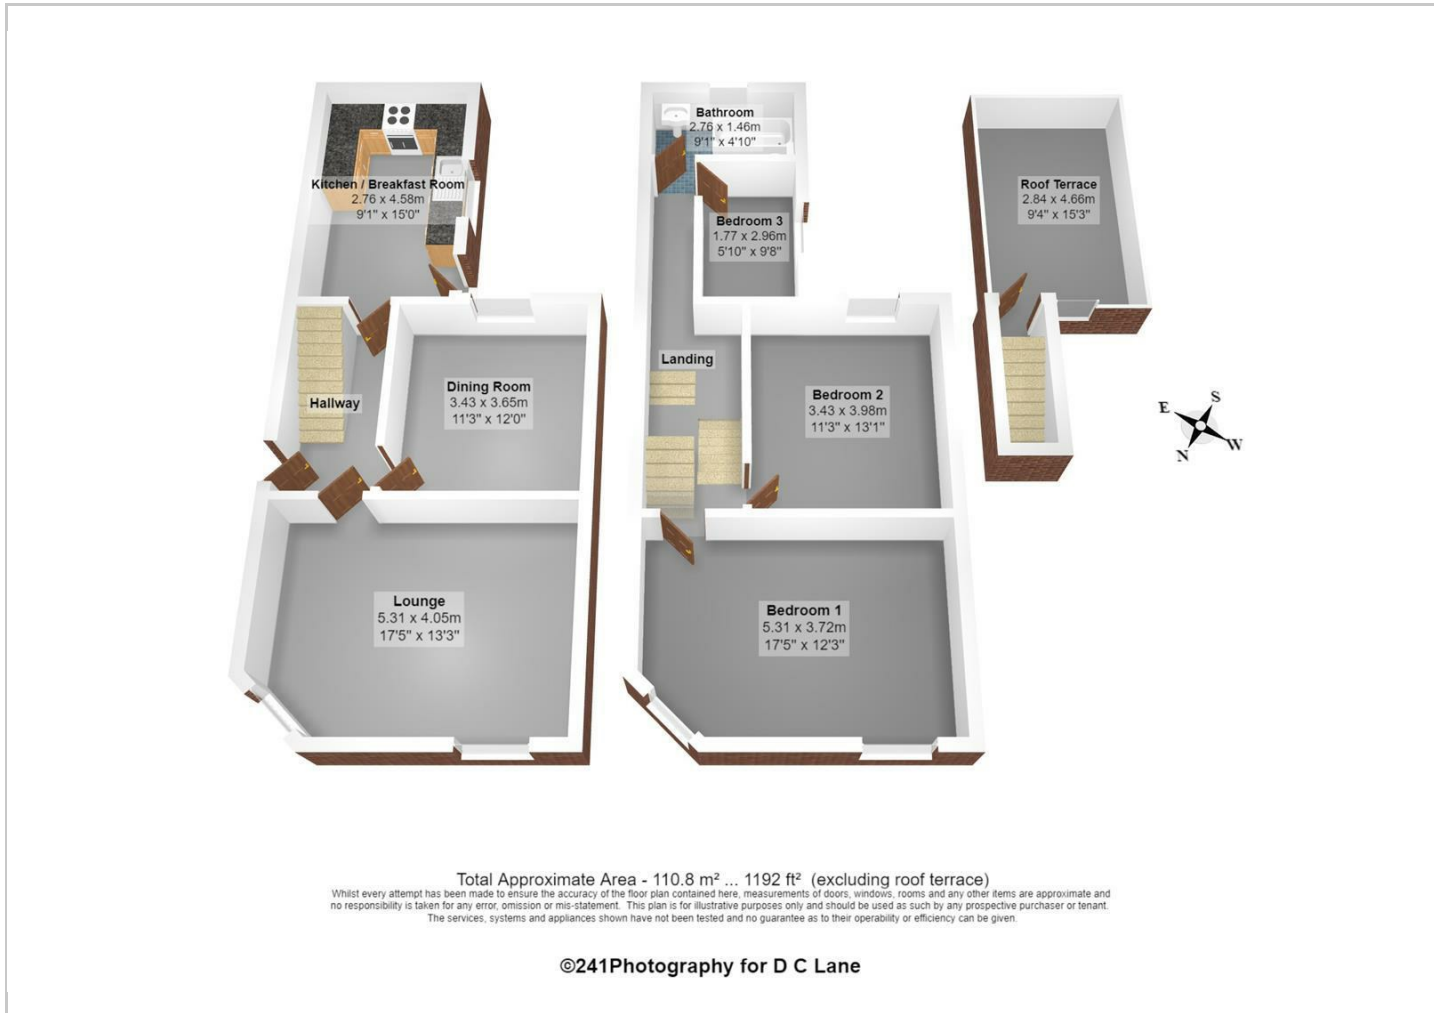 Bathroom
2.76 x 1.46m
9'1" x 4'10"
Kitchen / Breakfast Room
2.76 x 4.58m
9'1" x 15'0"
Roof Terrace
2.84 x 4.66m
9'4" x 15'3"
Bedroom 3
1.77 x 2.96m
5'10" x 9'8"
Landing
Dining Room
3.43 x 3.65m
11'3" x 12'0"
Hallway
Bedroom 2
3.43 x 3.98m
11'3" x 13'1"
E S
N W
Lounge
5.31 x 4.05m
17'5" x 13'3"
Bedroom 1
5.31 x 3.72m
17'5" x 12'3"
Total Approximate Area - 110.8 m² ... 1192 ft² (excluding roof terrace)
Whilst every attempt has been made to ensure the accuracy of the floor plan contained here, measurements of doors, windows, rooms and any other items are approximate and
no responsibility is taken for any error, omission or mis-statement. This plan is for illustrative purposes only and should be used as such by any prospective purchaser or tenant.
The services, systems and appliances shown have not been tested and no guarantee as to their operability or efficiency can be given.
©241Photography for D C Lane